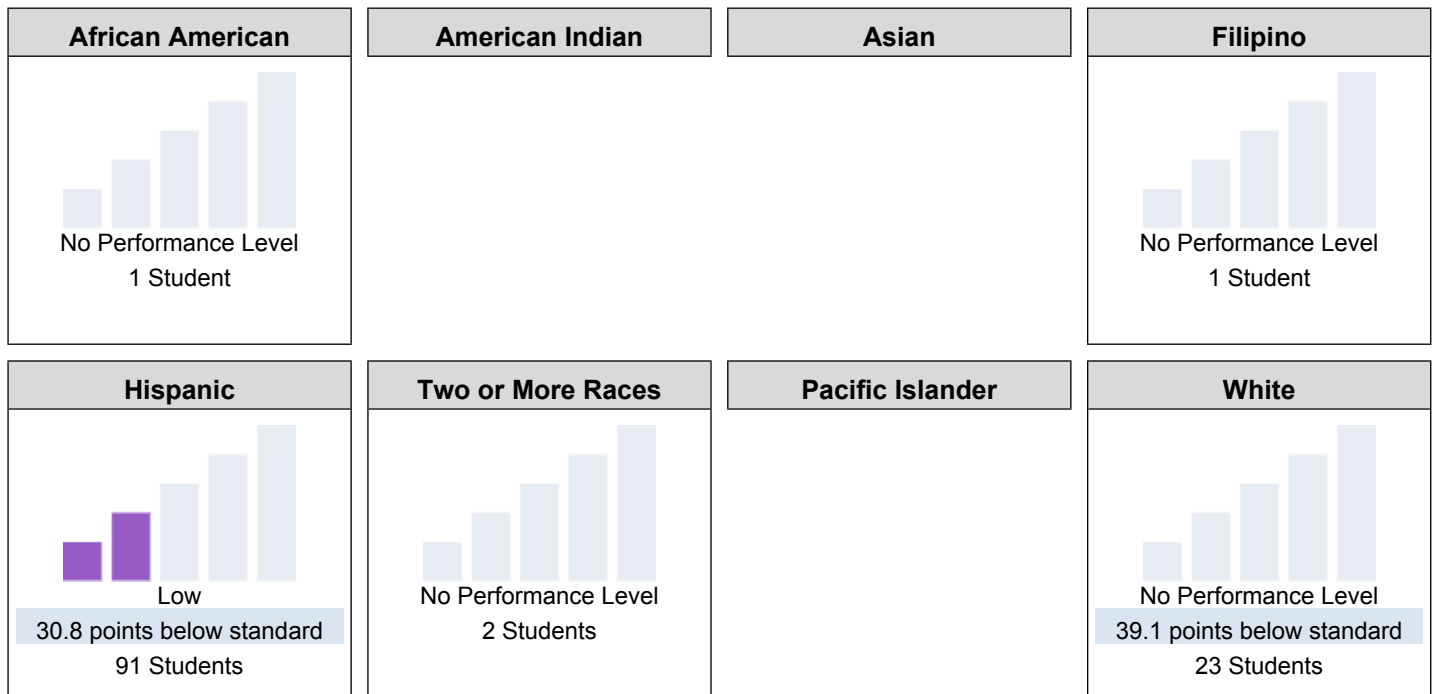 African American
No Performance Level
1 Student
American Indian
Asian
Filipino
No Performance Level
1 Student
Hispanic
Low
30.8 points below standard
91 Students
Two or More Races
No Performance Level
2 Students
Pacific Islander
White
No Performance Level
39.1 points below standard
23 Students